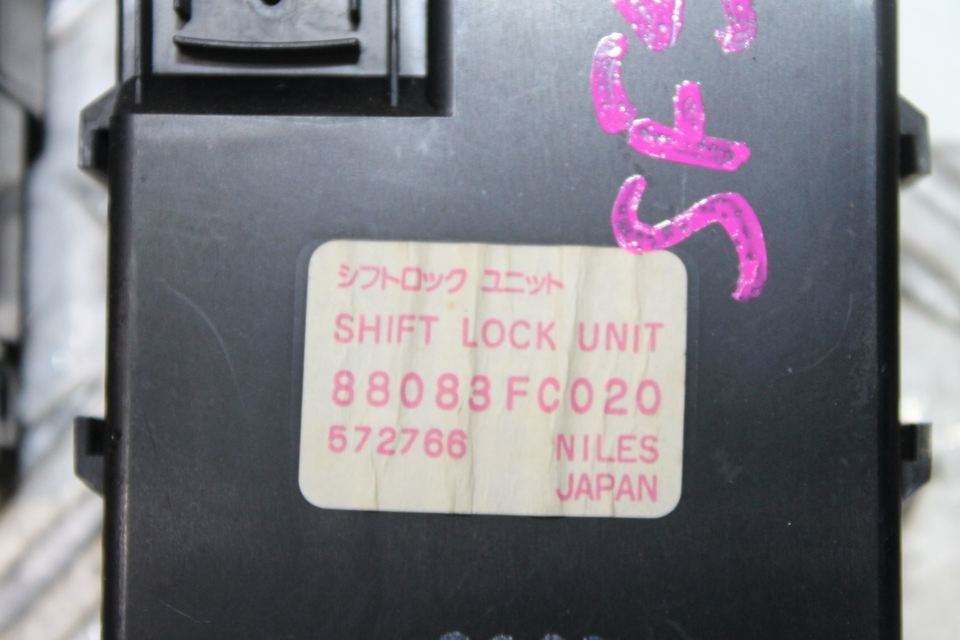 シフトロック ユニット
SHIFT LOCK UNIT
88083FC020
572766 NILES
JAPAN